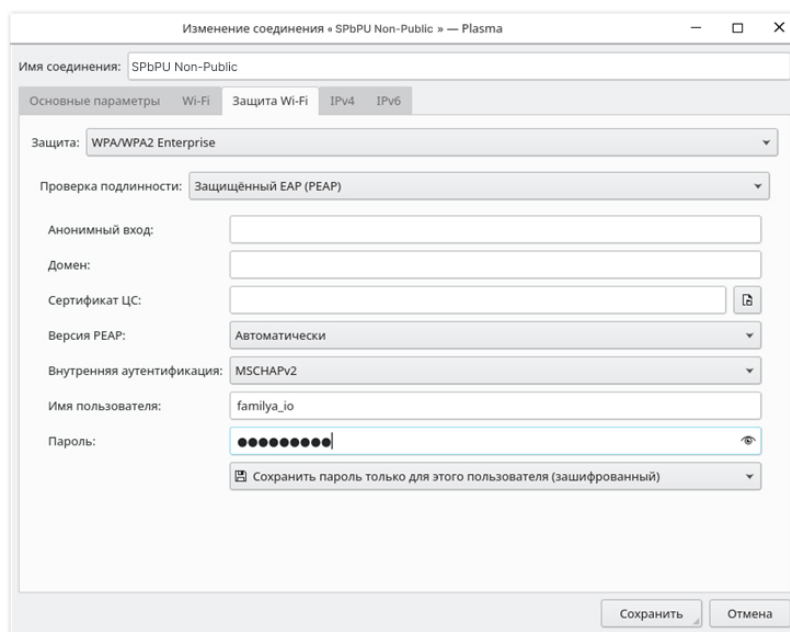 Изменение соединения « SPbPU Non-Public » — Plasma
Имя соединения: SPbPU Non-Public
Основные параметры Wi-Fi Защита Wi-Fi IPv4 IPv6
Защита: WPA/WPA2 Enterprise
Проверка подлинности: Защищённый EAP (PEAP)
Анонимный вход:
Домен:
Сертификат ЦС:
Версия PEAP: Автоматически
Внутренняя аутентификация: MSCHAPv2
Имя пользователя: familya_io
Пароль: ●●●●●●●●●
Сохранить пароль только для этого пользователя (зашифрованный)
Сохранить Отмена